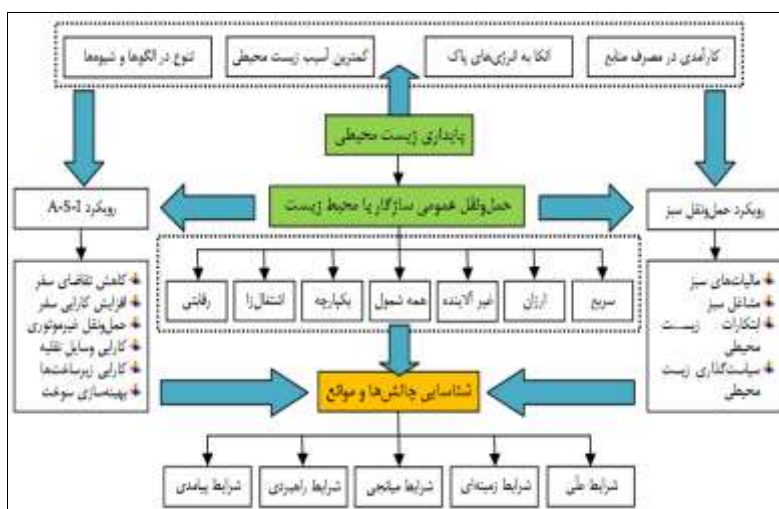 کارآمدی در مصرف منابع
اتکا به انرژی‌های پاک
کمترین آسیب زیست محیطی
تنوع در الگوها و شیوه‌ها
پایداری زیست محیطی
رویکرد حمل‌ونقل سبز
حمل‌ونقل عمومی سازگار با محیط زیست
رویکرد A-S-I
مالیات‌های سبز
مشاغل سبز
ابتکارات زیست
محیطی
سیاست‌گذاری زیست
محیطی
سریع
ارزان
غیر آلاینده
همه شمول
یکپارچه
اشتغال‌زا
رقابتی
کاهش تقاضای سفر
افزایش کارایی سفر
حمل‌ونقل غیرموتوری
کارایی وسایل نقلیه
کارایی زیرساخت‌ها
بهینه‌سازی سوخت
شناسایی چالش‌ها و موانع
شرایط علّی
شرایط زمینه‌ای
شرایط میانجی
شرایط راهبردی
شرایط پیامدی